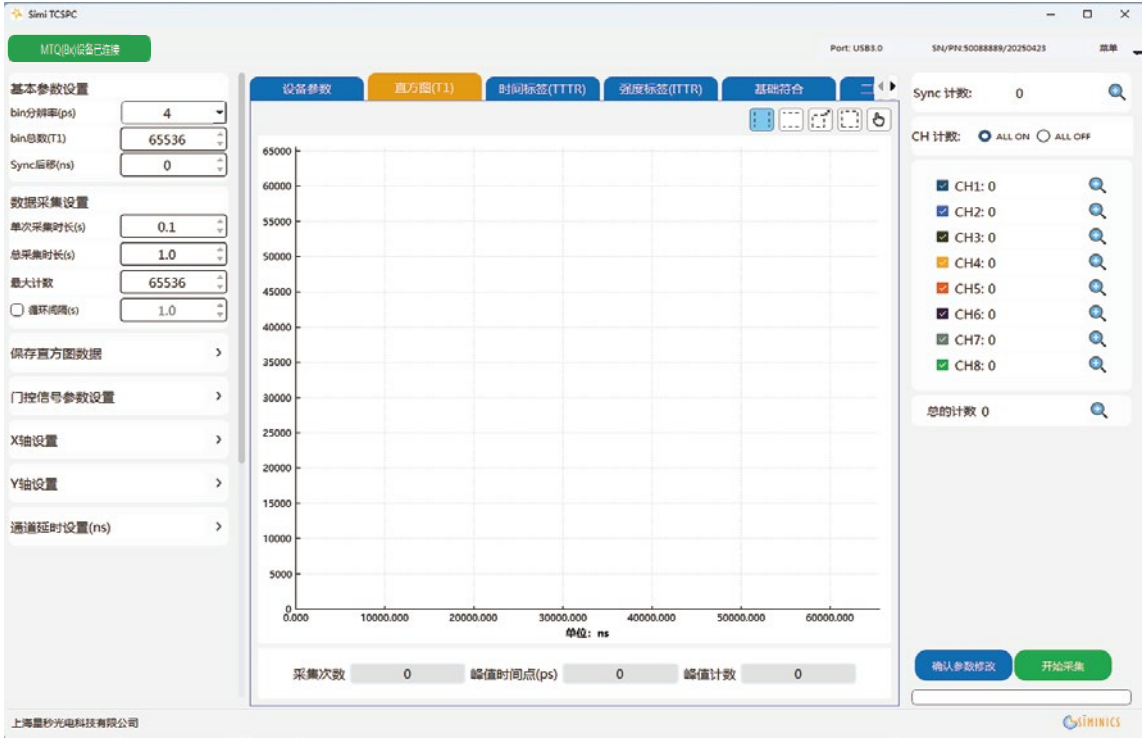 Simi TCSPC
MTQ(8x)设备已连接
Port: USB3.0
SN/PN:50088889/20250423
菜单
基本参数设置
bin分辨率(ps)
4
bin总数(T1)
65536
Sync后移(ns)
0
数据采集设置
单次采集时长(s)
0.1
总采集时长(s)
1.0
最大计数
65536
循环间隔(s)
1.0
保存直方图数据
门控信号参数设置
X轴设置
Y轴设置
通道延时设置(ns)
设备参数
直方图(T1)
时间标签(TTTR)
强度标签(ITTR)
基础符合
二
65000
60000
55000
50000
45000
40000
35000
30000
25000
20000
15000
10000
5000
0
0.000
10000.000
20000.000
30000.000
40000.000
50000.000
60000.000
单位: ns
采集次数
0
峰值时间点(ps)
0
峰值计数
0
Sync 计数:
0
CH 计数:
ALL ON
ALL OFF
CH1: 0
CH2: 0
CH3: 0
CH4: 0
CH5: 0
CH6: 0
CH7: 0
CH8: 0
总的计数 0
确认参数修改
开始采集
上海星秒光电科技有限公司
SIMINICS